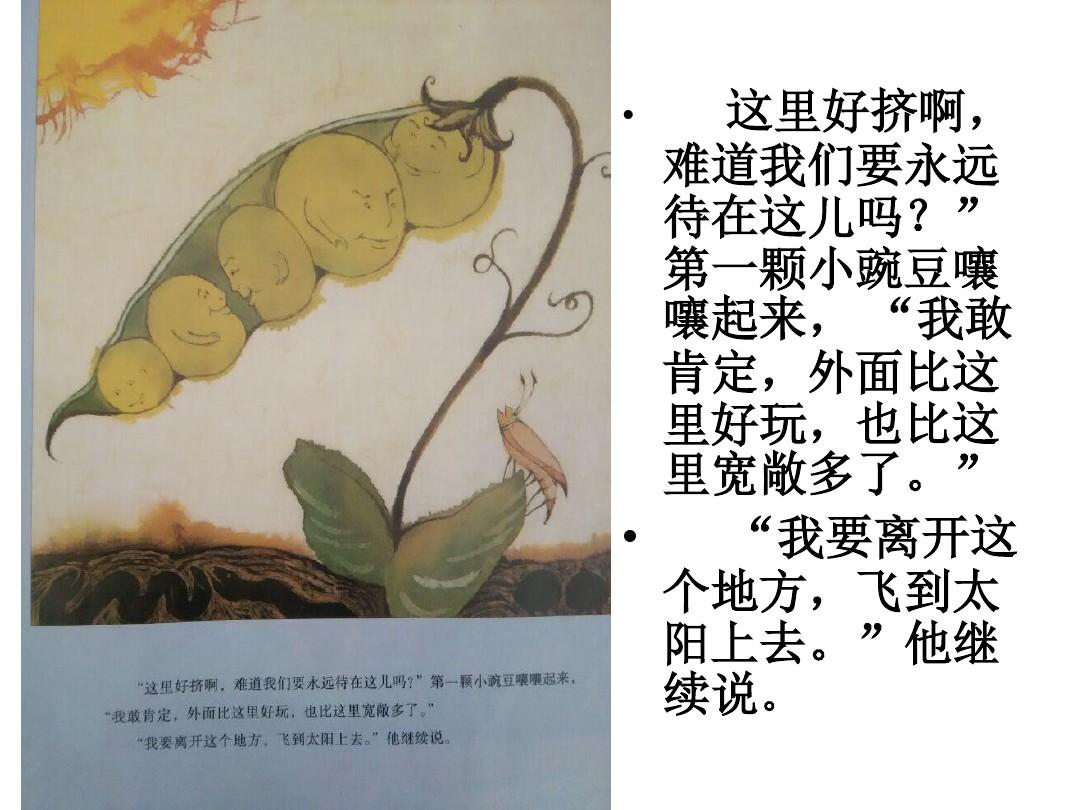 “这里好挤啊，难道我们要永远待在这儿吗？”第一颗小豌豆嚷嚷起来，
“我敢肯定，外面比这里好玩，也比这里宽敞多了。”
“我要离开这个地方，飞到太阳上去。”他继续说。
• 这里好挤啊，
难道我们要永远
待在这儿吗？”
第一颗小豌豆嚷
嚷起来，“我敢
肯定，外面比这
里好玩，也比这
里宽敞多了。”
• “我要离开这
个地方，飞到太
阳上去。”他继
续说。